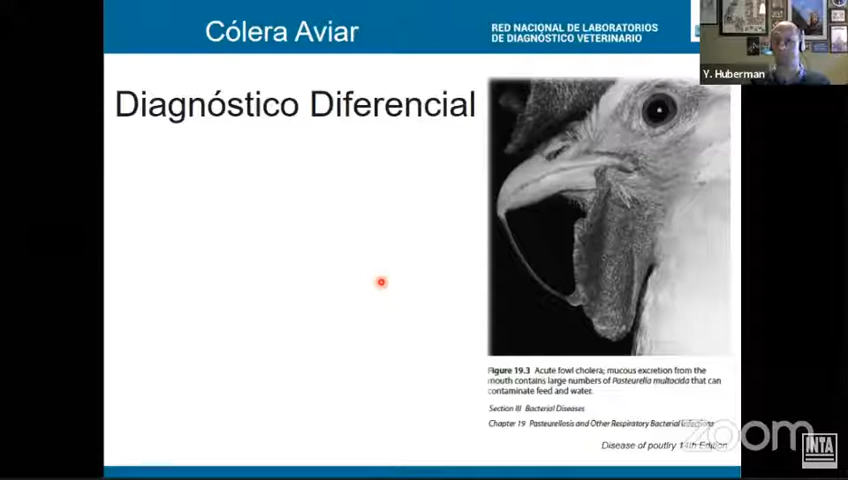 Cólera Aviar
RED NACIONAL DE LABORATORIOS
DE DIAGNÓSTICO VETERINARIO
Y. Huberman
Diagnóstico Diferencial
Figure 19.3 Acute fowl cholera; mucous excretion from the
mouth contains large numbers of Pasteurella multocida that can
contaminate feed and water.
Section III Bacterial Diseases
Chapter 19 Pasteurellosis and Other Respiratory Bacterial Infections
Disease of poultry 14th Edition
zoom
INTA